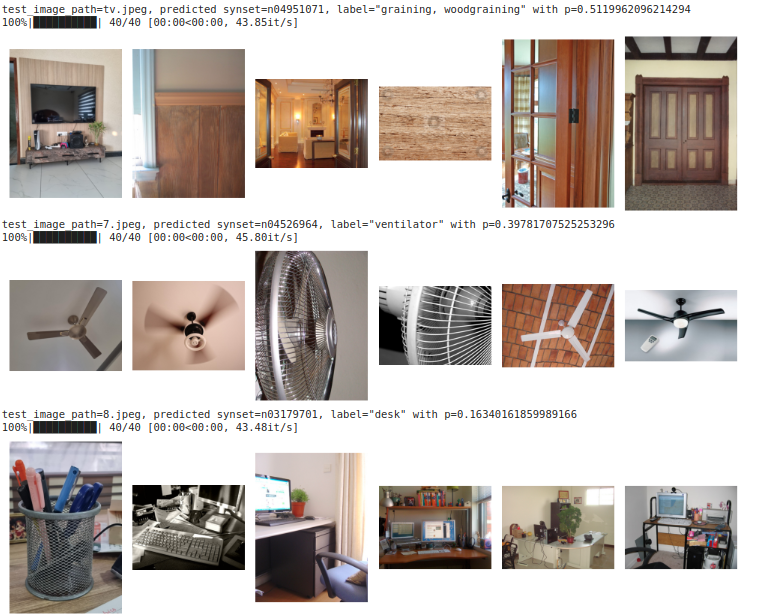 test_image_path=tv.jpeg, predicted synset=n04951071, label="graining, woodgraining" with p=0.5119962096214294
100%|██████████| 40/40 [00:00<00:00, 43.85it/s]
test_image_path=7.jpeg, predicted synset=n04526964, label="ventilator" with p=0.39781707525253296
100%|██████████| 40/40 [00:00<00:00, 45.80it/s]
test_image_path=8.jpeg, predicted synset=n03179701, label="desk" with p=0.16340161859989166
100%|██████████| 40/40 [00:00<00:00, 43.48it/s]